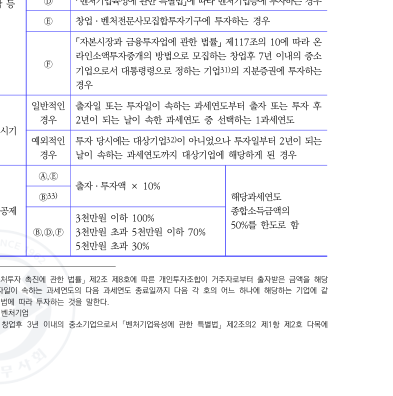 등
Ⓓ 「벤처기업육성에 관한 특별법」에 따라 벤처기업등에 투자하는 경우
Ⓔ 창업·벤처전문사모집합투자기구에 투자하는 경우
「자본시장과 금융투자업에 관한 법률」 제117조의 10에 따라 온
라인소액투자중개의 방법으로 모집하는 창업후 7년 이내의 중소
Ⓕ 기업으로서 대통령령으로 정하는 기업31)의 지분증권에 투자하는
경우
시기
일반적인 경우 출자일 또는 투자일이 속하는 과세연도부터 출자 또는 투자 후
2년이 되는 날이 속한 과세연도 중 선택하는 1과세연도
예외적인 경우 투자 당시에는 대상기업32)이 아니었으나 투자일부터 2년이 되는
날이 속하는 과세연도까지 대상기업에 해당하게 된 경우
공제
Ⓐ,Ⓔ 출자·투자액 × 10%
Ⓑ33)
Ⓑ,Ⓓ,Ⓕ 3천만원 이하 100%
3천만원 초과 5천만원 이하 70%
5천만원 초과 30%
해당과세연도
종합소득금액의
50%를 한도로 함
처투자 촉진에 관한 법률」 제2조 제8호에 따른 개인투자조합이 거주자로부터 출자받은 금액을 해당
자일이 속하는 과세연도의 다음 과세연도 종료일까지 다음 각 호의 어느 하나에 해당하는 기업에 같
법에 따라 투자하는 것을 말한다.
벤처기업
창업후 3년 이내의 중소기업으로서 「벤처기업육성에 관한 특별법」 제2조의2 제1항 제2호 다목에